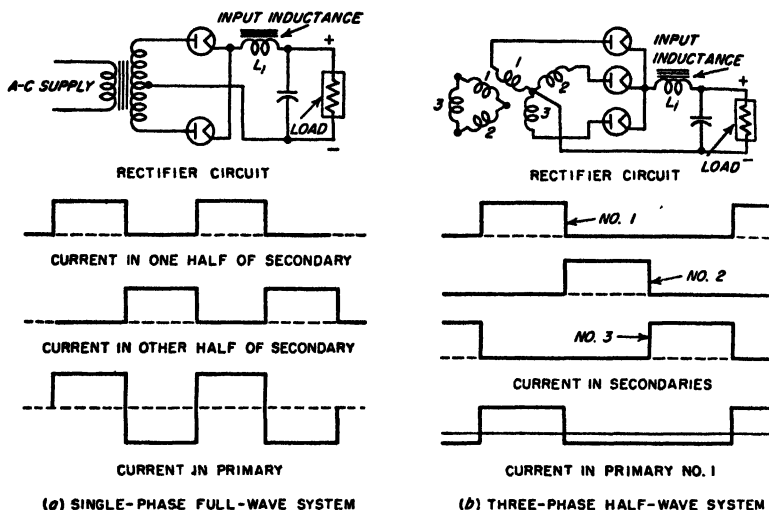 INPUT
INDUCTANCE
Li
A-C SUPPLY
+
LOAD
−
RECTIFIER CIRCUIT
CURRENT IN ONE HALF OF SECONDARY
CURRENT IN OTHER HALF OF SECONDARY
CURRENT IN PRIMARY
(a) SINGLE-PHASE FULL-WAVE SYSTEM
INPUT
INDUCTANCE
Li
1
2
3
1
2
3
+
LOAD
−
RECTIFIER CIRCUIT
NO. 1
NO. 2
NO. 3
CURRENT IN SECONDARIES
CURRENT IN PRIMARY NO. 1
(b) THREE-PHASE HALF-WAVE SYSTEM